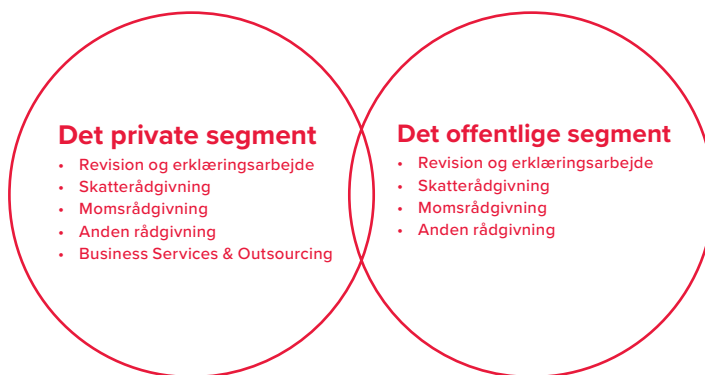 Det private segment
• Revision og erklæringsarbejde
• Skatterådgivning
• Momsrådgivning
• Anden rådgivning
• Business Services & Outsourcing
Det offentlige segment
• Revision og erklæringsarbejde
• Skatterådgivning
• Momsrådgivning
• Anden rådgivning